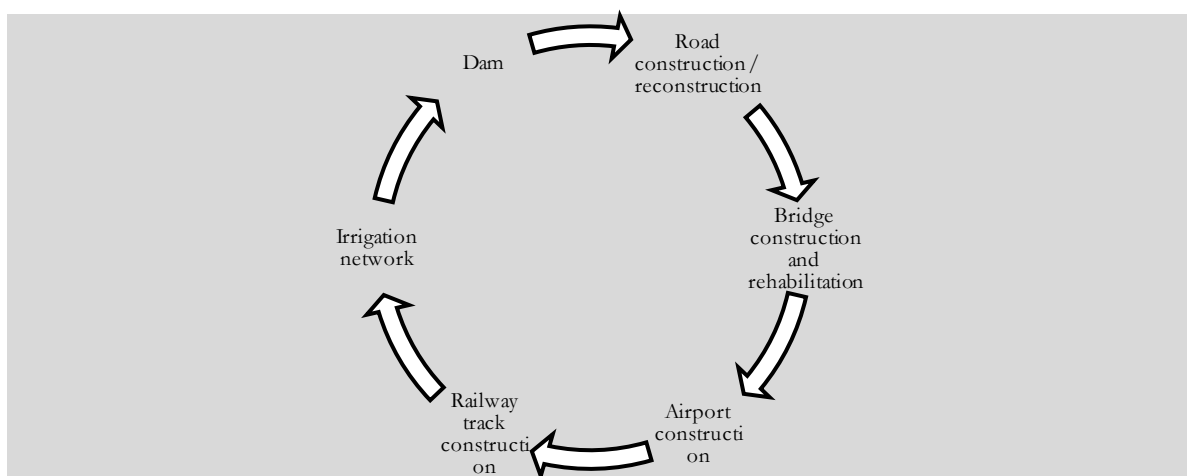 Dam
Road
construction /
reconstruction
Bridge
construction
and
rehabilitation
Airport
constructi
on
Railway
track
constructi
on
Irrigation
network